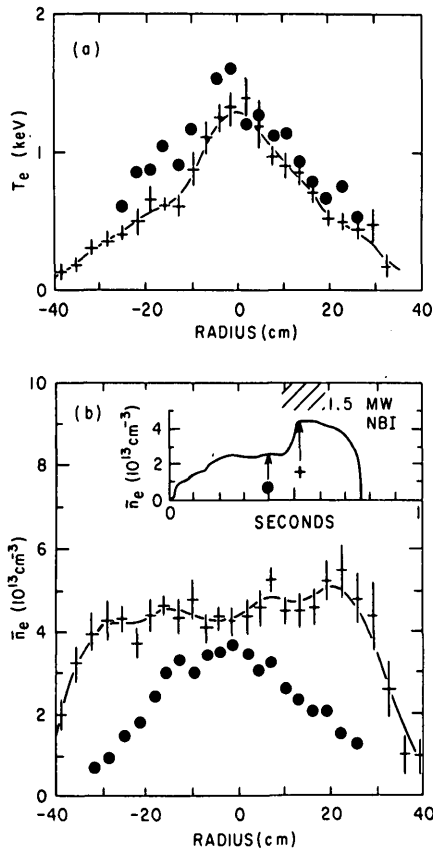 (a)
2
1
0
Te (keV)
-40 -20 0 20 40
RADIUS (cm)
(b)
10
8
6
4
2
0
n̄e (10¹³cm⁻³)
1.5 MW
NBI
4
2
0
n̄e (10¹³cm⁻³)
0 1
SECONDS
-40 -20 0 20 40
RADIUS (cm)